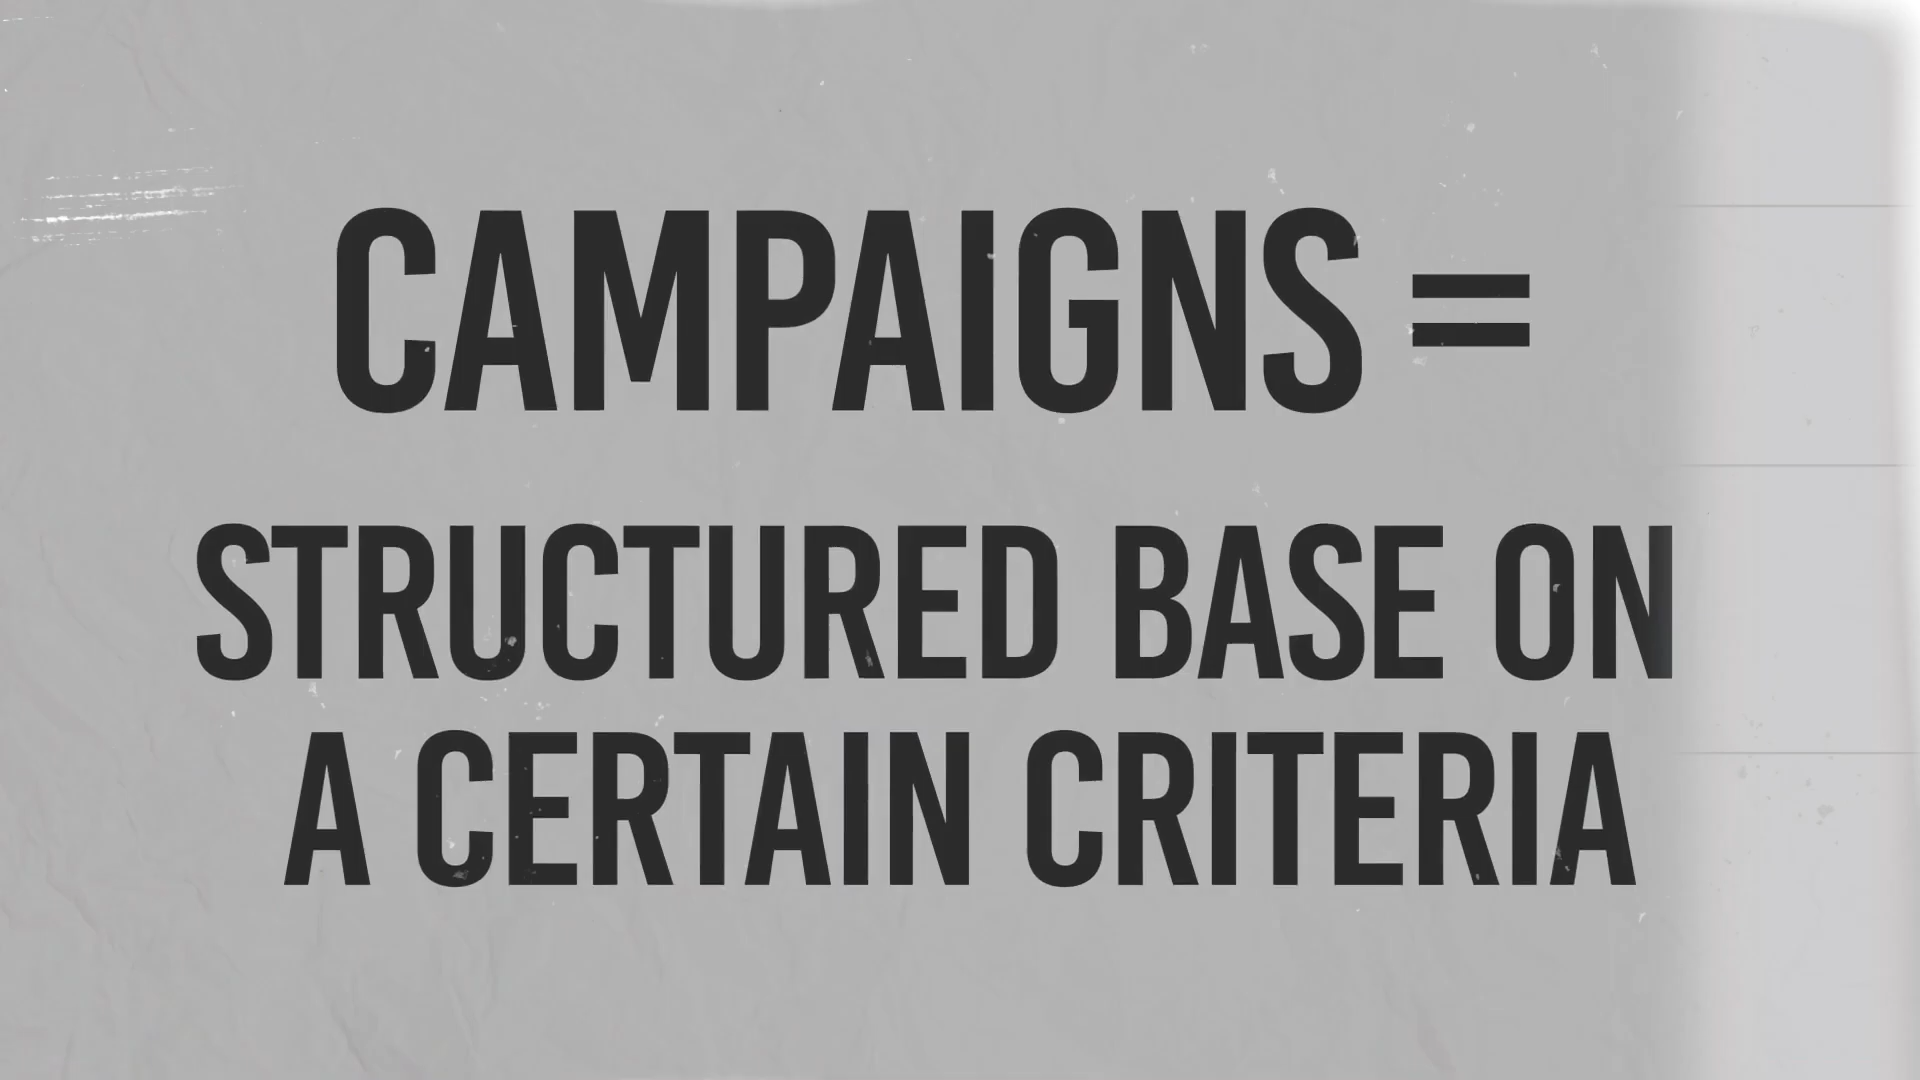 CAMPAIGNS =
STRUCTURED BASE ON
A CERTAIN CRITERIA